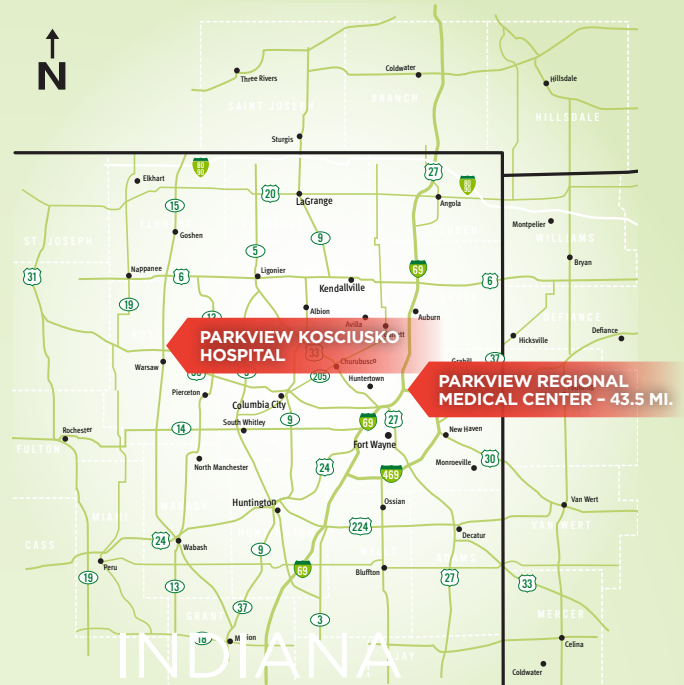 N
Three Rivers
Coldwater
Hillsdale
SAINT JOSEPH
BRANCH
HILLSDALE
Sturgis
80
90
27
80
90
Elkhart
20
LaGrange
Angola
15
Montpelier
Goshen
9
WILLIAMS
ST. JOSEPH
5
Bryan
31
Nappanee
6
Ligonier
69
6
Kendallville
19
Albion
Auburn
Avilla
DEFIANCE
Defiance
PARKVIEW KOSCIUSKO
HOSPITAL
Hicksville
33
Churubusco
37
Warsaw
205
Huntertown
PARKVIEW REGIONAL
MEDICAL CENTER – 43.5 MI.
Pierceton
Columbia City
9
69
27
14
South Whitley
New Haven
Rochester
Fort Wayne
FULTON
North Manchester
24
469
Monroeville
30
Huntington
Ossian
Van Wert
MIAMI
224
VAN WERT
CASS
24
Wabash
9
Decatur
Peru
69
Bluffton
ADAMS
19
13
27
33
37
GRANT
3
MERCER
18
Marion
Celina
INDIANA
JAY
Coldwater